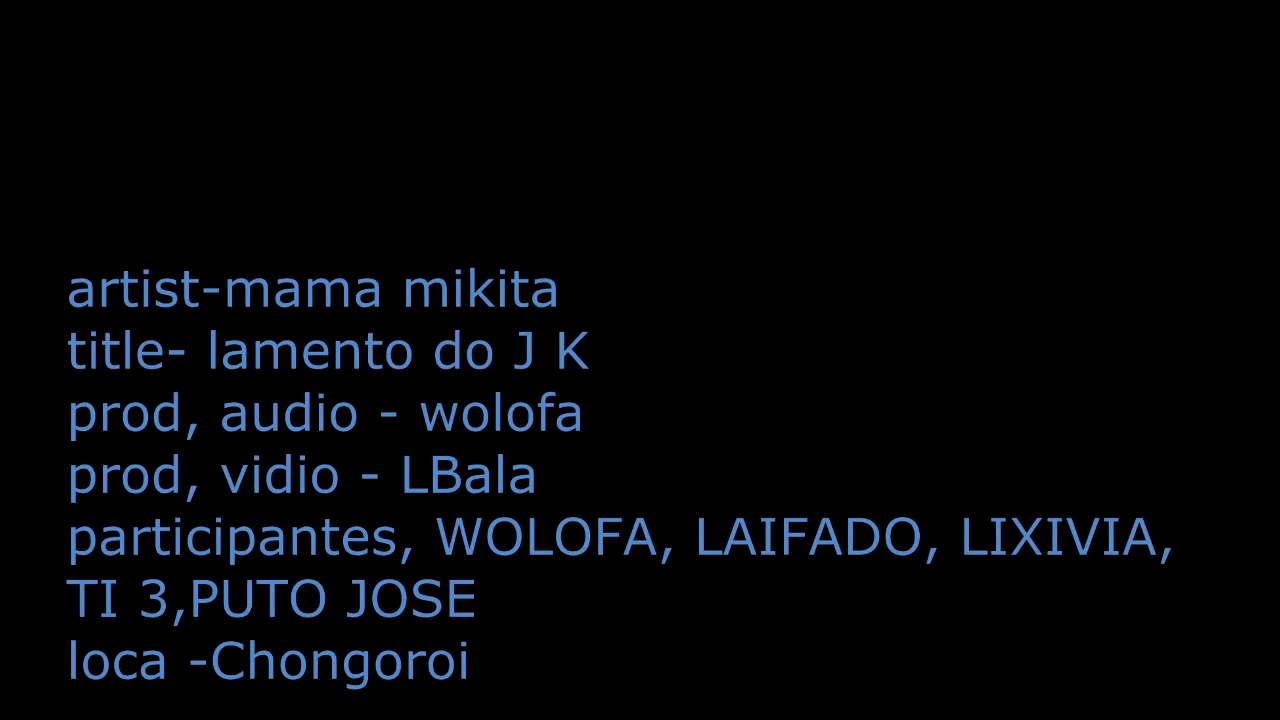 artist-mama mikita
title- lamento do J K
prod, audio - wolofa
prod, vidio - LBala
participantes, WOLOFA, LAIFADO, LIXIVIA,
TI 3,PUTO JOSE
loca -Chongoroi